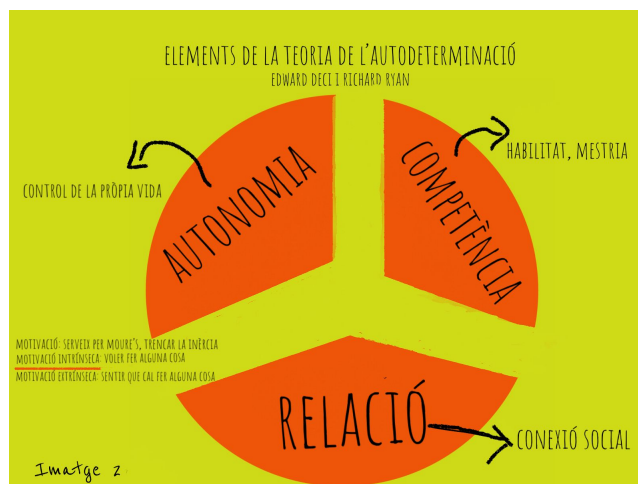 ELEMENTS DE LA TEORIA DE L'AUTODETERMINACIÓ
EDWARD DECI I RICHARD RYAN
AUTONOMIA
CONTROL DE LA PRÒPIA VIDA
COMPETÈNCIA
HABILITAT, MESTRIA
MOTIVACIÓ: SERVEIX PER MOURE'S, TRENCAR LA INÈRCIA
MOTIVACIÓ INTRÍNSECA: VOLER FER ALGUNA COSA
MOTIVACIÓ EXTRÍNSECA: SENTIR QUE CAL FER ALGUNA COSA
RELACIÓ
CONEXIÓ SOCIAL
Imatge 2